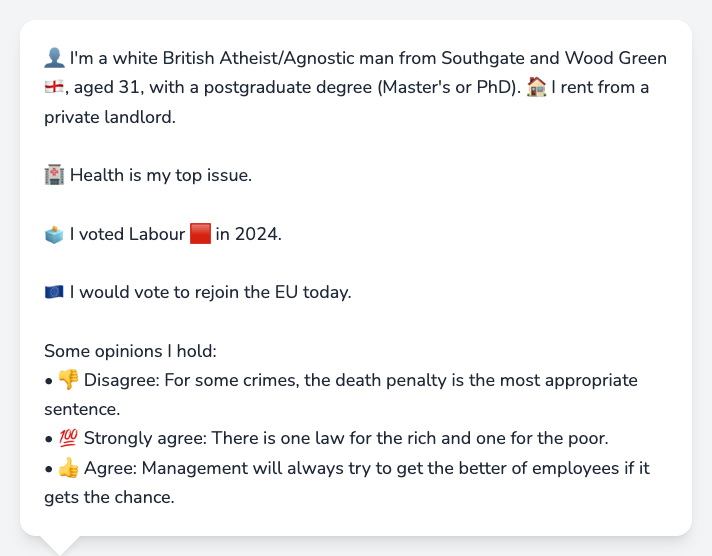 👤 I'm a white British Atheist/Agnostic man from Southgate and Wood Green
🏴󠁧󠁢󠁥󠁮󠁧󠁿, aged 31, with a postgraduate degree (Master's or PhD). 🏠 I rent from a
private landlord.
🏥 Health is my top issue.
🗳️ I voted Labour 🟥 in 2024.
🇪🇺 I would vote to rejoin the EU today.
Some opinions I hold:
• 👎 Disagree: For some crimes, the death penalty is the most appropriate
sentence.
• 💯 Strongly agree: There is one law for the rich and one for the poor.
• 👍 Agree: Management will always try to get the better of employees if it
gets the chance.